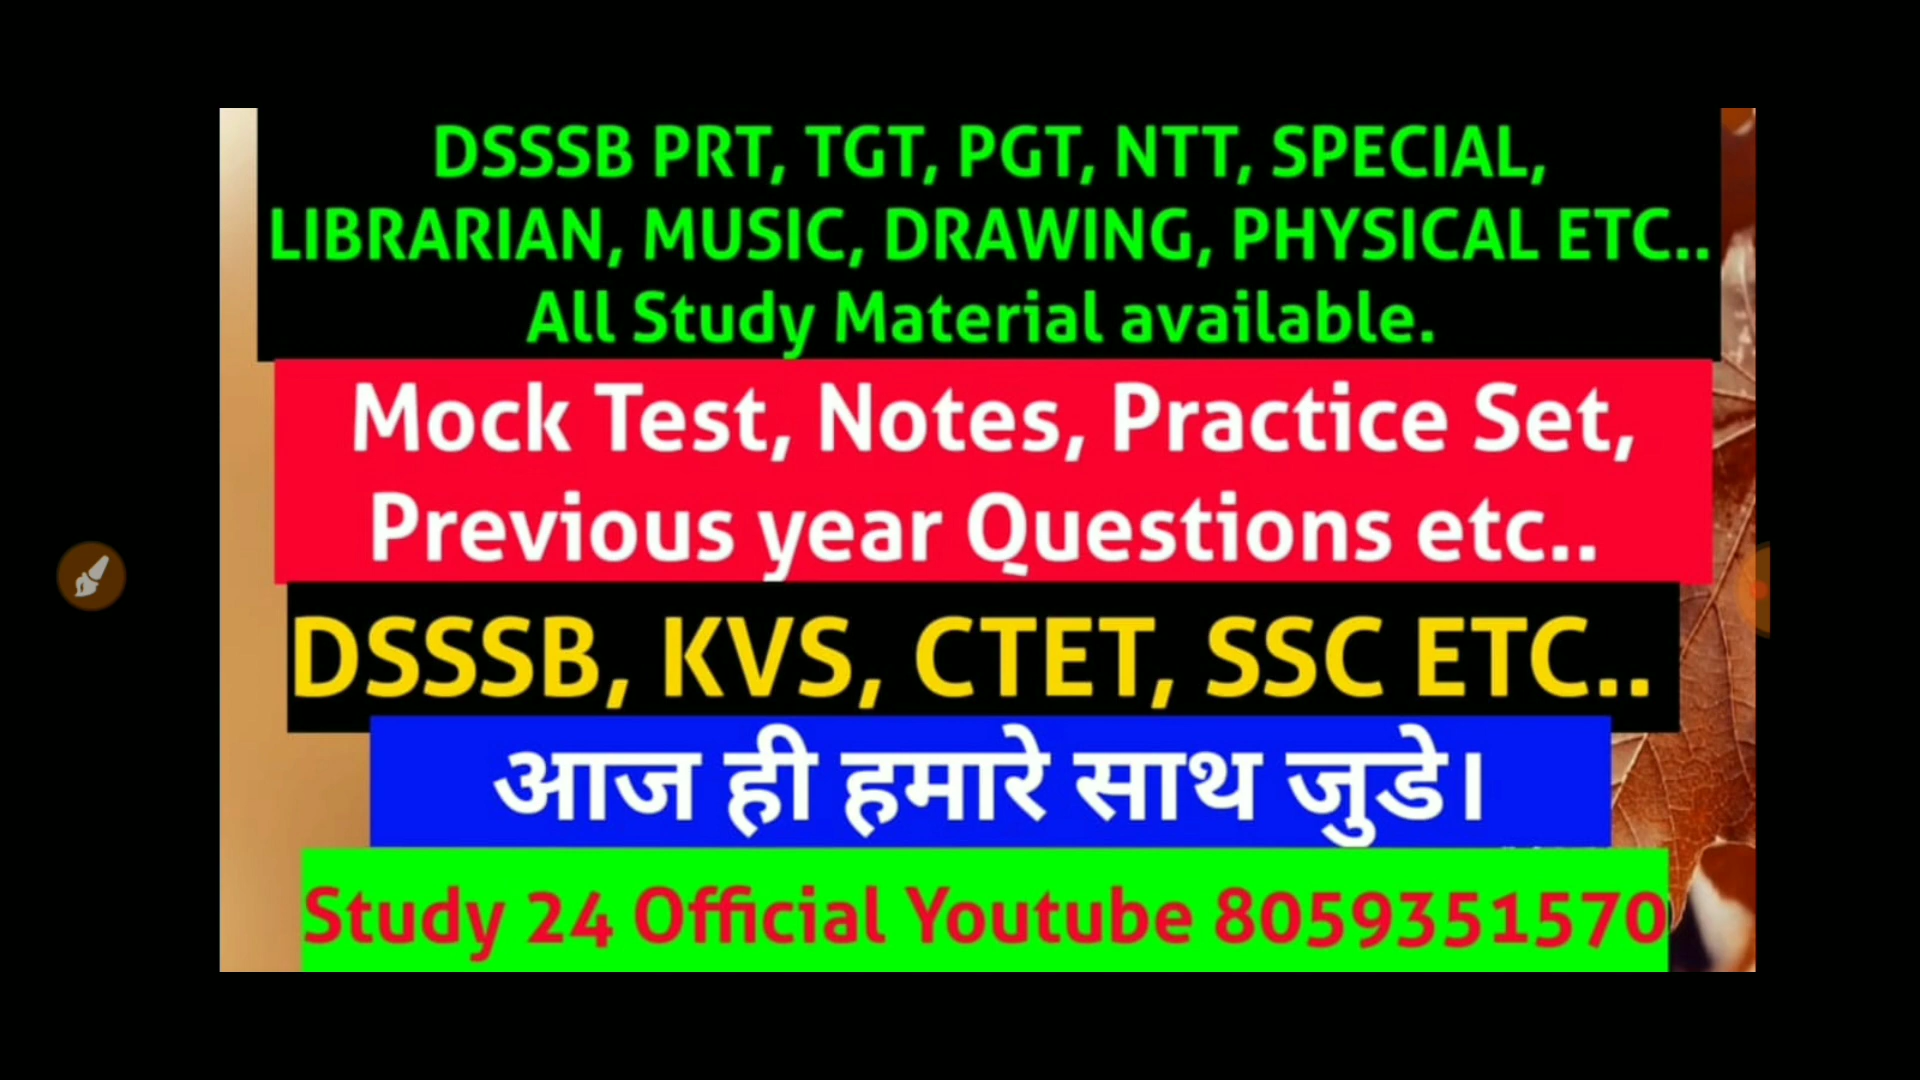 DSSSB PRT, TGT, PGT, NTT, SPECIAL,
LIBRARIAN, MUSIC, DRAWING, PHYSICAL ETC..
All Study Material available.
Mock Test, Notes, Practice Set,
Previous year Questions etc..
DSSSB, KVS, CTET, SSC ETC..
आज ही हमारे साथ जुडे।
Study 24 Official Youtube 8059351570